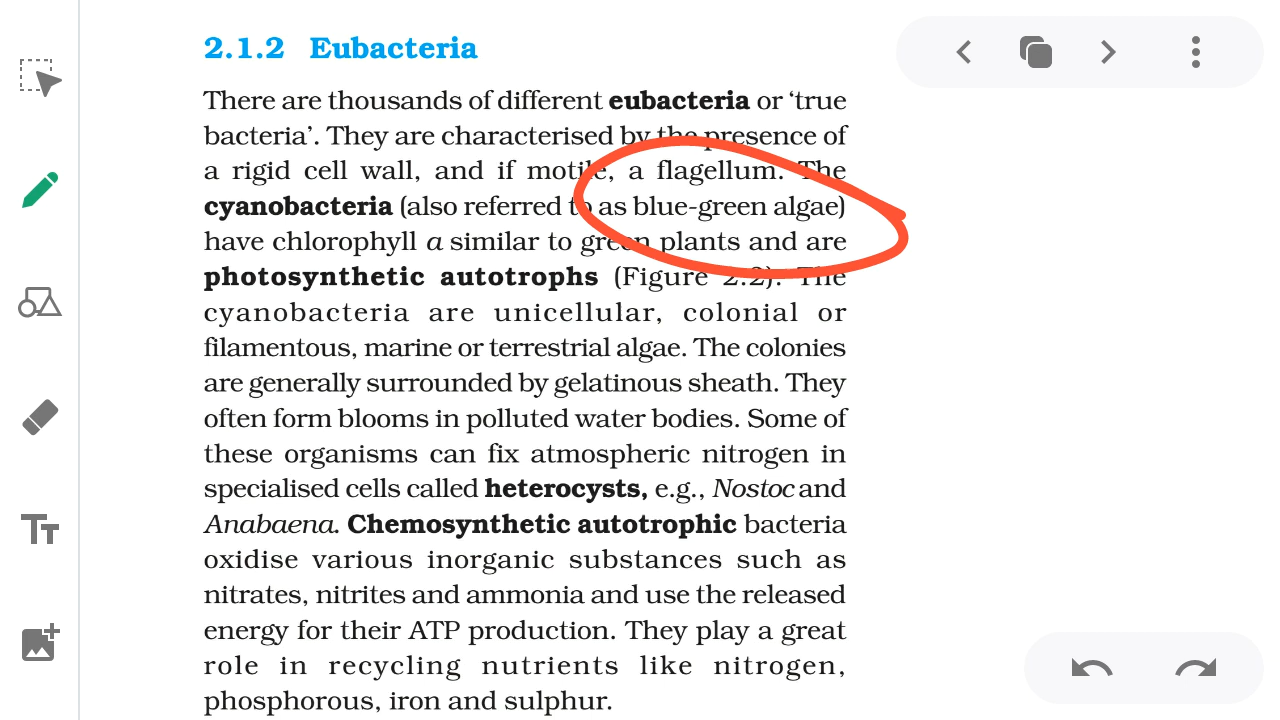 2.1.2 Eubacteria
There are thousands of different eubacteria or ‘true
bacteria’. They are characterised by the presence of
a rigid cell wall, and if motile, a flagellum. The
cyanobacteria (also referred to as blue-green algae)
have chlorophyll a similar to green plants and are
photosynthetic autotrophs (Figure 2.2). The
cyanobacteria are unicellular, colonial or
filamentous, marine or terrestrial algae. The colonies
are generally surrounded by gelatinous sheath. They
often form blooms in polluted water bodies. Some of
these organisms can fix atmospheric nitrogen in
specialised cells called heterocysts, e.g., Nostoc and
Anabaena. Chemosynthetic autotrophic bacteria
oxidise various inorganic substances such as
nitrates, nitrites and ammonia and use the released
energy for their ATP production. They play a great
role in recycling nutrients like nitrogen,
phosphorous, iron and sulphur.
TT